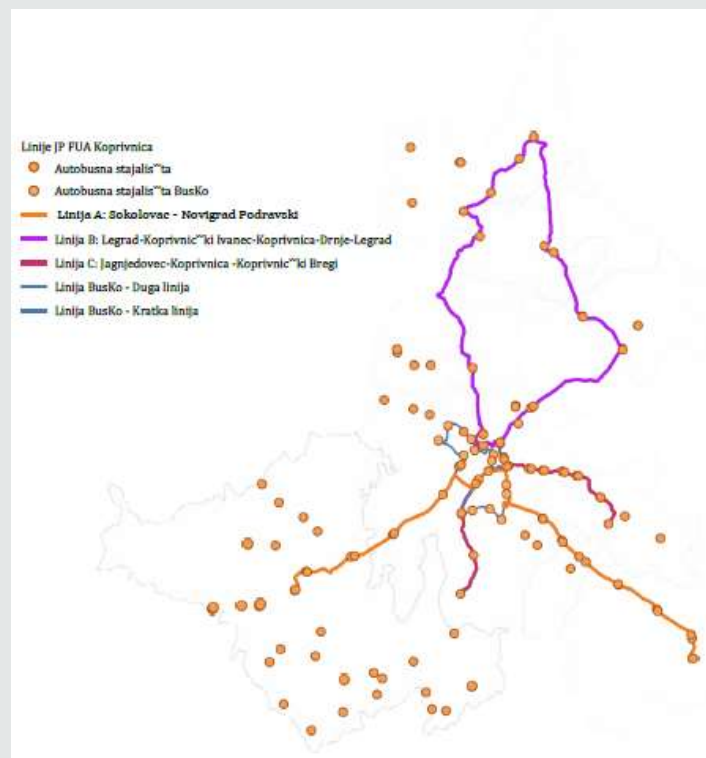 Linije JP FUA Koprivnica
Autobusna stajalis"ta
Autobusna stajalis"ta BusKo
Linija A: Sokolovac - Novigrad Podravski
Linija B: Legrad-Koprivnic"ki Ivanec-Koprivnica-Drnje-Legrad
Linija C: Jagnjedovec-Koprivnica -Koprivnic"ki Bregi
Linija BusKo - Duga linija
Linija BusKo - Kratka linija